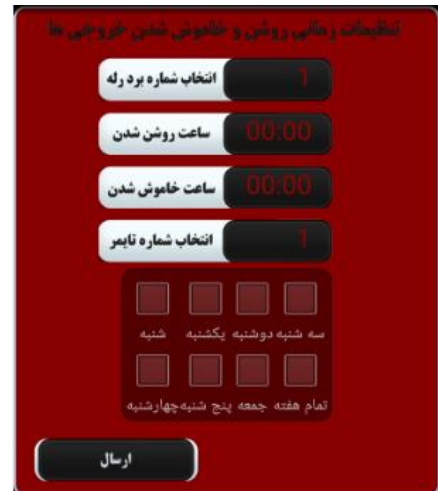 تنظیمات زمانی روشن و خاموش شدن خروجی ها
انتخاب شماره برد رله 1
ساعت روشن شدن 00:00
ساعت خاموش شدن 00:00
انتخاب شماره تایمر 1
شنبه یکشنبه دوشنبه سه شنبه
چهارشنبه پنج شنبه جمعه تمام هفته
ارسال